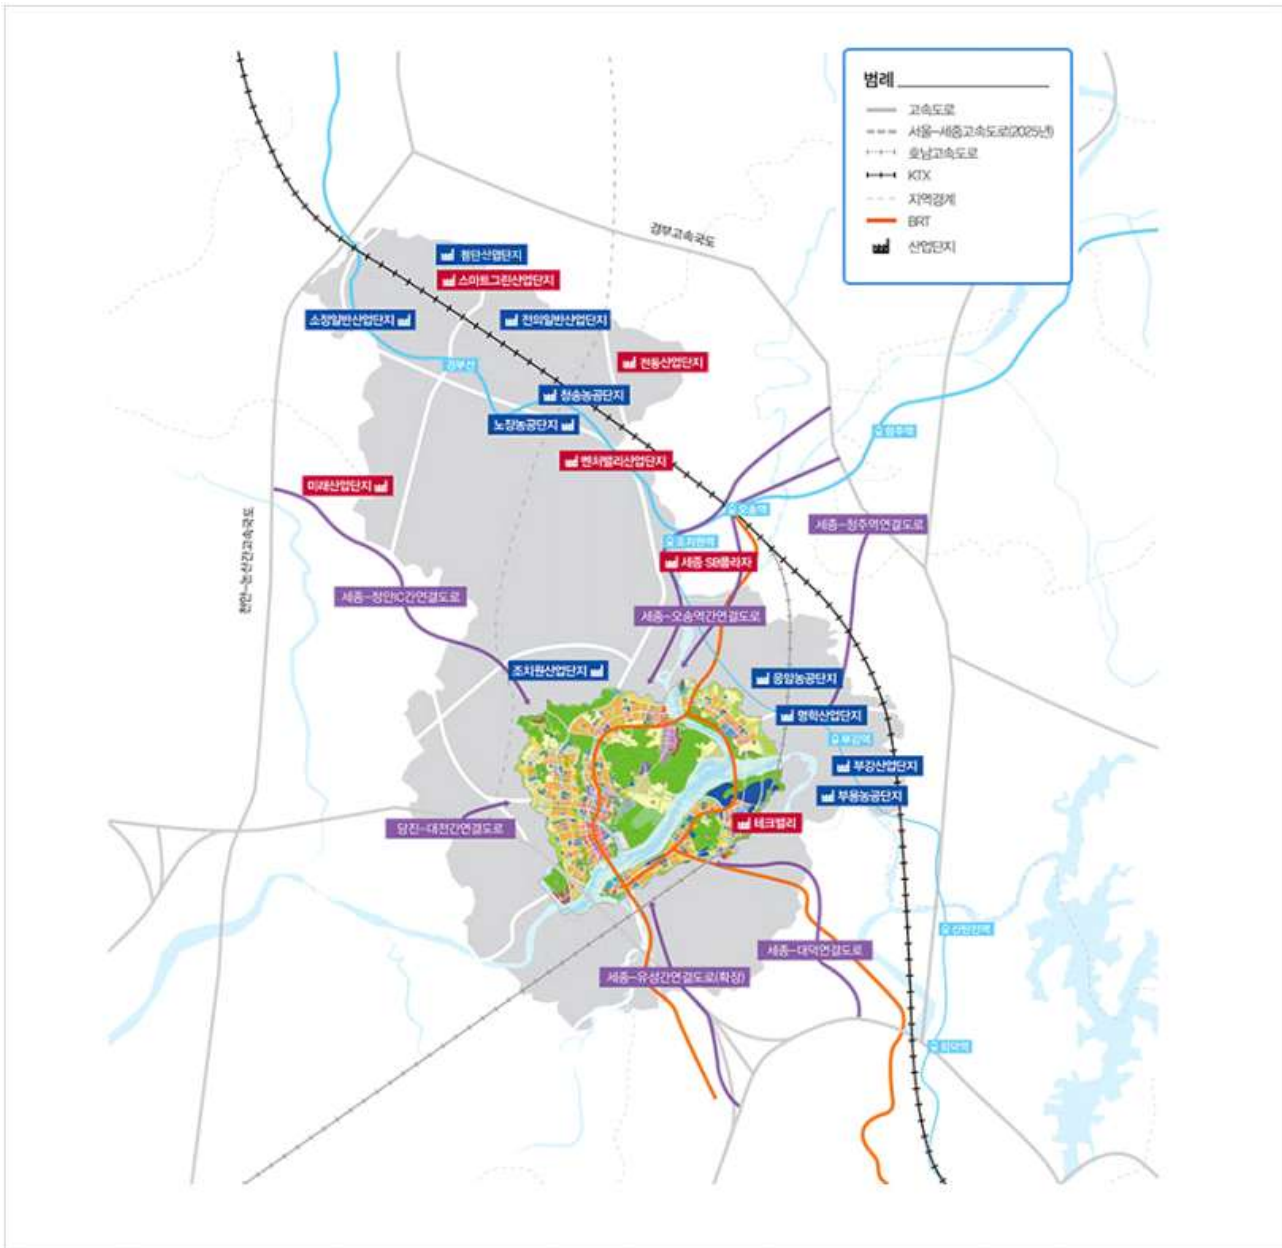 범례
고속도로
서울-세종고속도로(2025년)
호남고속도로
KTX
지역경계
BRT
산업단지
경부고속국도
첨단산업단지
스마트그린산업단지
소정일반산업단지
전의일반산업단지
경부선
전동산업단지
청송농공단지
노장농공단지
벤처밸리산업단지
청주역
미래산업단지
천안-논산간고속국도
오송역
세종-청주역연결도로
조치원역
세종 SB플라자
세종-청안IC간연결도로
세종-오송역간연결도로
조치원산업단지
응암농공단지
명학산업단지
부강역
부강산업단지
부용농공단지
당진-대전간연결도로
테크밸리
신탄진역
세종-대덕연결도로
세종-유성간연결도로(확장)
회덕역